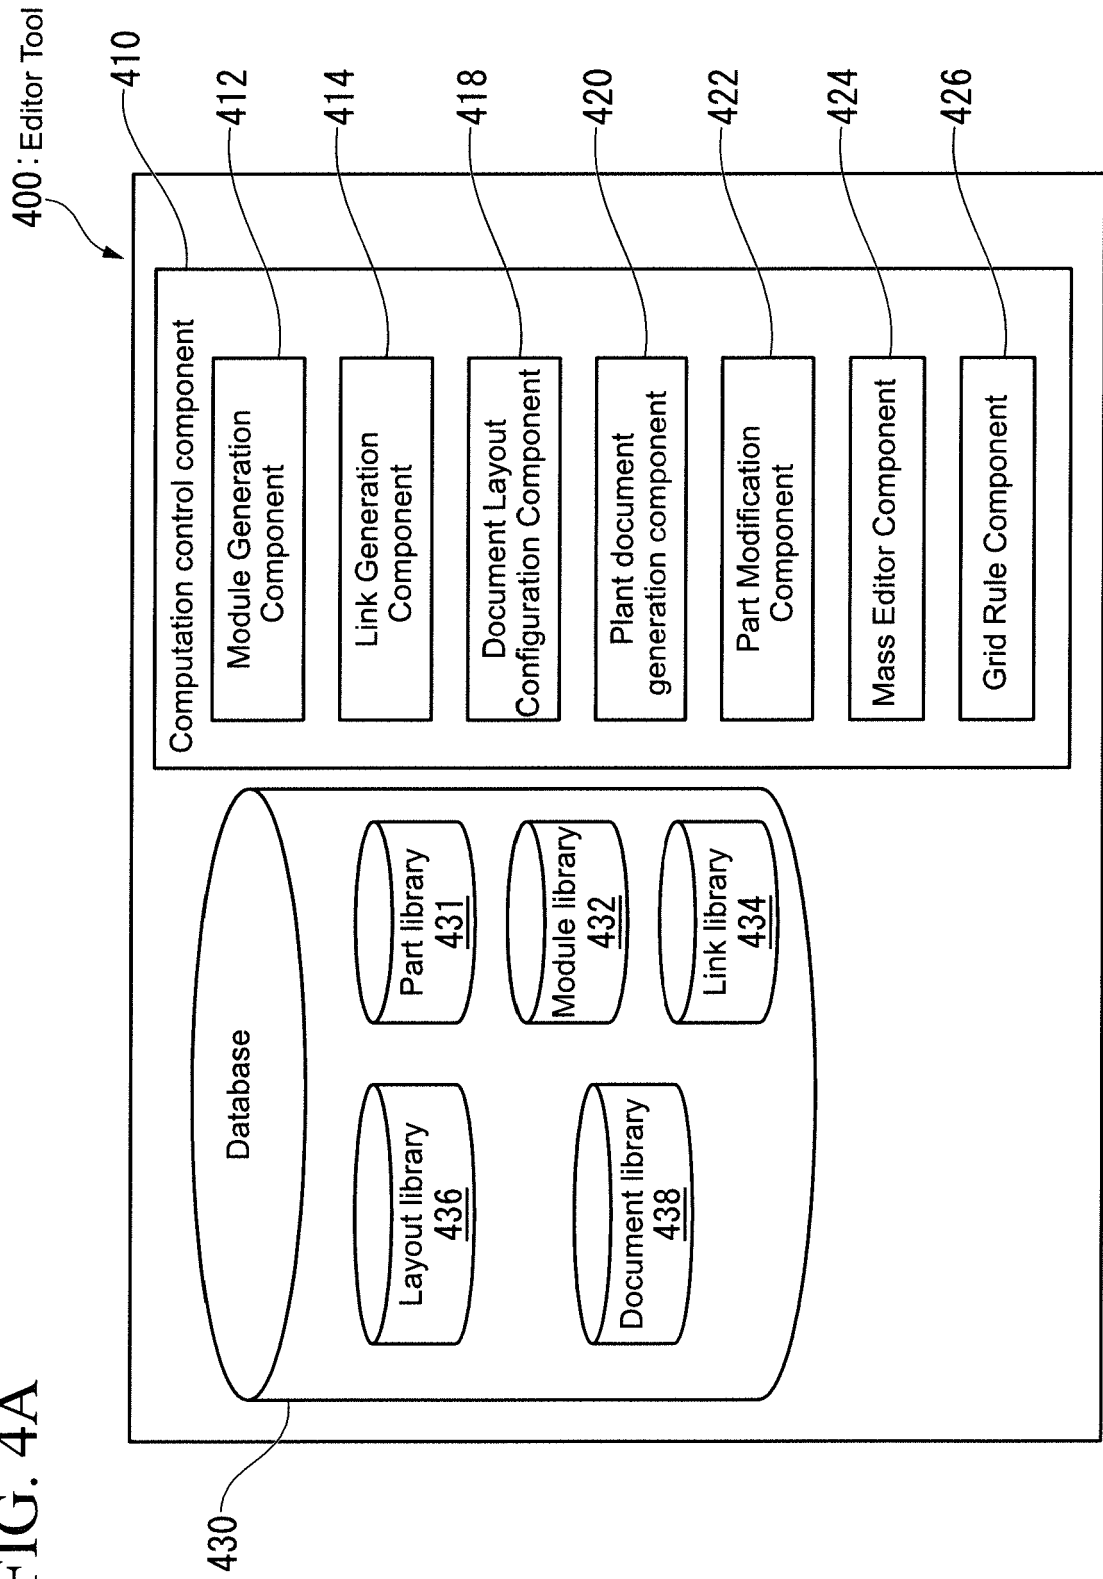 FIG. 4A
400 : Editor Tool
410
Computation control component
Module Generation
Component
412
Link Generation
Component
414
Document Layout
Configuration Component
418
Plant document
generation component
420
Part Modification
Component
422
Mass Editor Component
424
Grid Rule Component
426
430
Database
Layout library
436
Part library
431
Module library
432
Document library
438
Link library
434